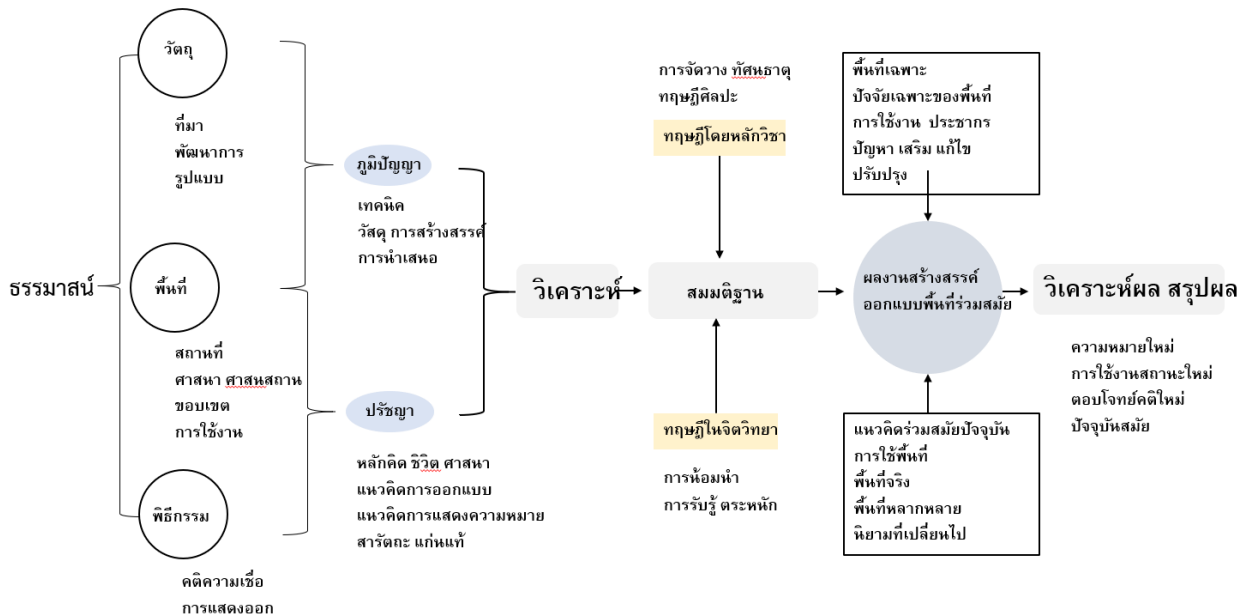 ธรรมาสน์
วัตถุ
ที่มา
พัฒนาการ
รูปแบบ
พื้นที่
สถานที่
ศาสนา ศาสนสถาน
ขอบเขต
การใช้งาน
พิธีกรรม
คติความเชื่อ
การแสดงออก
ภูมิปัญญา
เทคนิค
วัสดุ การสร้างสรรค์
การนำเสนอ
ปรัชญา
หลักคิด ชีวิต ศาสนา
แนวคิดการออกแบบ
แนวคิดการแสดงความหมาย
สารัตถะ แก่นแท้
วิเคราะห์
การจัดวาง ทัศนธาตุ
ทฤษฎีศิลปะ
ทฤษฎีโดยหลักวิชา
สมมติฐาน
ทฤษฎีในจิตวิทยา
การน้อมนำ
การรับรู้ ตระหนัก
พื้นที่เฉพาะ
ปัจจัยเฉพาะของพื้นที่
การใช้งาน ประชากร
ปัญหา เสริม แก้ไข
ปรับปรุง
ผลงานสร้างสรรค์
ออกแบบพื้นที่ร่วมสมัย
แนวคิดร่วมสมัยปัจจุบัน
การใช้พื้นที่
พื้นที่จริง
พื้นที่หลากหลาย
นิยามที่เปลี่ยนไป
วิเคราะห์ผล สรุปผล
ความหมายใหม่
การใช้งานสถานะใหม่
ตอบโจทย์คติใหม่
ปัจจุบันสมัย